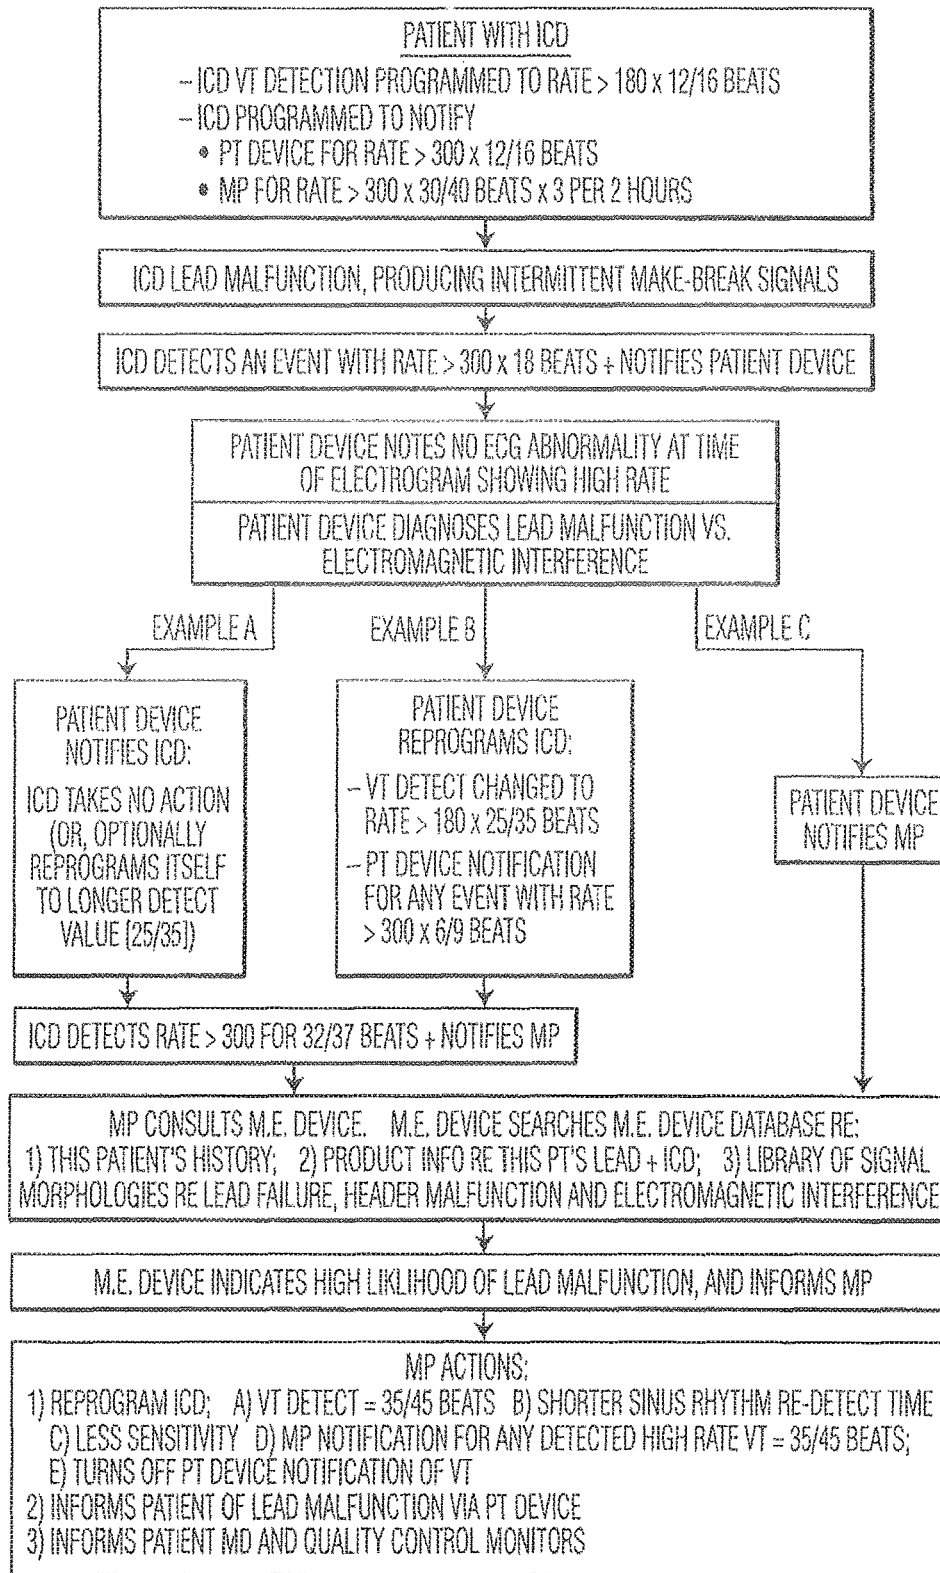 PATIENT WITH ICD
– ICD VT DETECTION PROGRAMMED TO RATE > 180 x 12/16 BEATS
– ICD PROGRAMMED TO NOTIFY
• PT DEVICE FOR RATE > 300 x 12/16 BEATS
• MP FOR RATE > 300 x 30/40 BEATS x 3 PER 2 HOURS
ICD LEAD MALFUNCTION, PRODUCING INTERMITTENT MAKE-BREAK SIGNALS
ICD DETECTS AN EVENT WITH RATE > 300 x 18 BEATS + NOTIFIES PATIENT DEVICE
PATIENT DEVICE NOTES NO ECG ABNORMALITY AT TIME
OF ELECTROGRAM SHOWING HIGH RATE
PATIENT DEVICE DIAGNOSES LEAD MALFUNCTION VS.
ELECTROMAGNETIC INTERFERENCE
EXAMPLE A
EXAMPLE B
EXAMPLE C
PATIENT DEVICE
NOTIFIES ICD:
ICD TAKES NO ACTION
(OR, OPTIONALLY
REPROGRAMS ITSELF
TO LONGER DETECT
VALUE [25/35])
PATIENT DEVICE
REPROGRAMS ICD:
– VT DETECT CHANGED TO
RATE > 180 x 25/35 BEATS
– PT DEVICE NOTIFICATION
FOR ANY EVENT WITH RATE
> 300 x 6/9 BEATS
PATIENT DEVICE
NOTIFIES MP
ICD DETECTS RATE > 300 FOR 32/37 BEATS + NOTIFIES MP
MP CONSULTS M.E. DEVICE. M.E. DEVICE SEARCHES M.E. DEVICE DATABASE RE:
1) THIS PATIENT'S HISTORY; 2) PRODUCT INFO RE THIS PT'S LEAD + ICD; 3) LIBRARY OF SIGNAL
MORPHOLOGIES RE LEAD FAILURE, HEADER MALFUNCTION AND ELECTROMAGNETIC INTERFERENCE
M.E. DEVICE INDICATES HIGH LIKLIHOOD OF LEAD MALFUNCTION, AND INFORMS MP
MP ACTIONS:
1) REPROGRAM ICD; A) VT DETECT = 35/45 BEATS B) SHORTER SINUS RHYTHM RE-DETECT TIME
C) LESS SENSITIVITY D) MP NOTIFICATION FOR ANY DETECTED HIGH RATE VT = 35/45 BEATS;
E) TURNS OFF PT DEVICE NOTIFICATION OF VT
2) INFORMS PATIENT OF LEAD MALFUNCTION VIA PT DEVICE
3) INFORMS PATIENT MD AND QUALITY CONTROL MONITORS